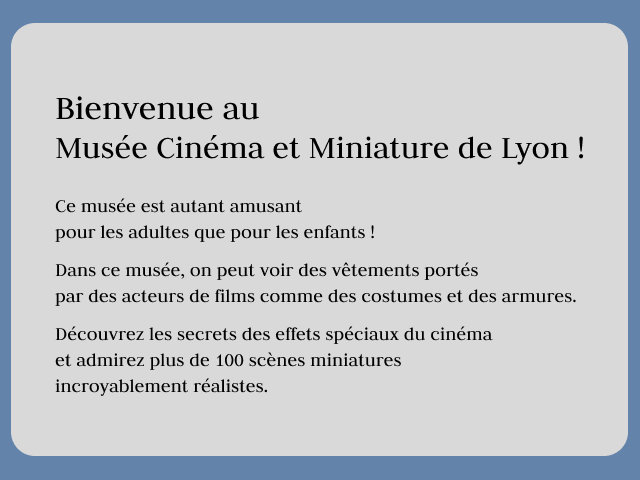 Bienvenue au
Musée Cinéma et Miniature de Lyon !
Ce musée est autant amusant
pour les adultes que pour les enfants !
Dans ce musée, on peut voir des vêtements portés
par des acteurs de films comme des costumes et des armures.
Découvrez les secrets des effets spéciaux du cinéma
et admirez plus de 100 scènes miniatures
incroyablement réalistes.